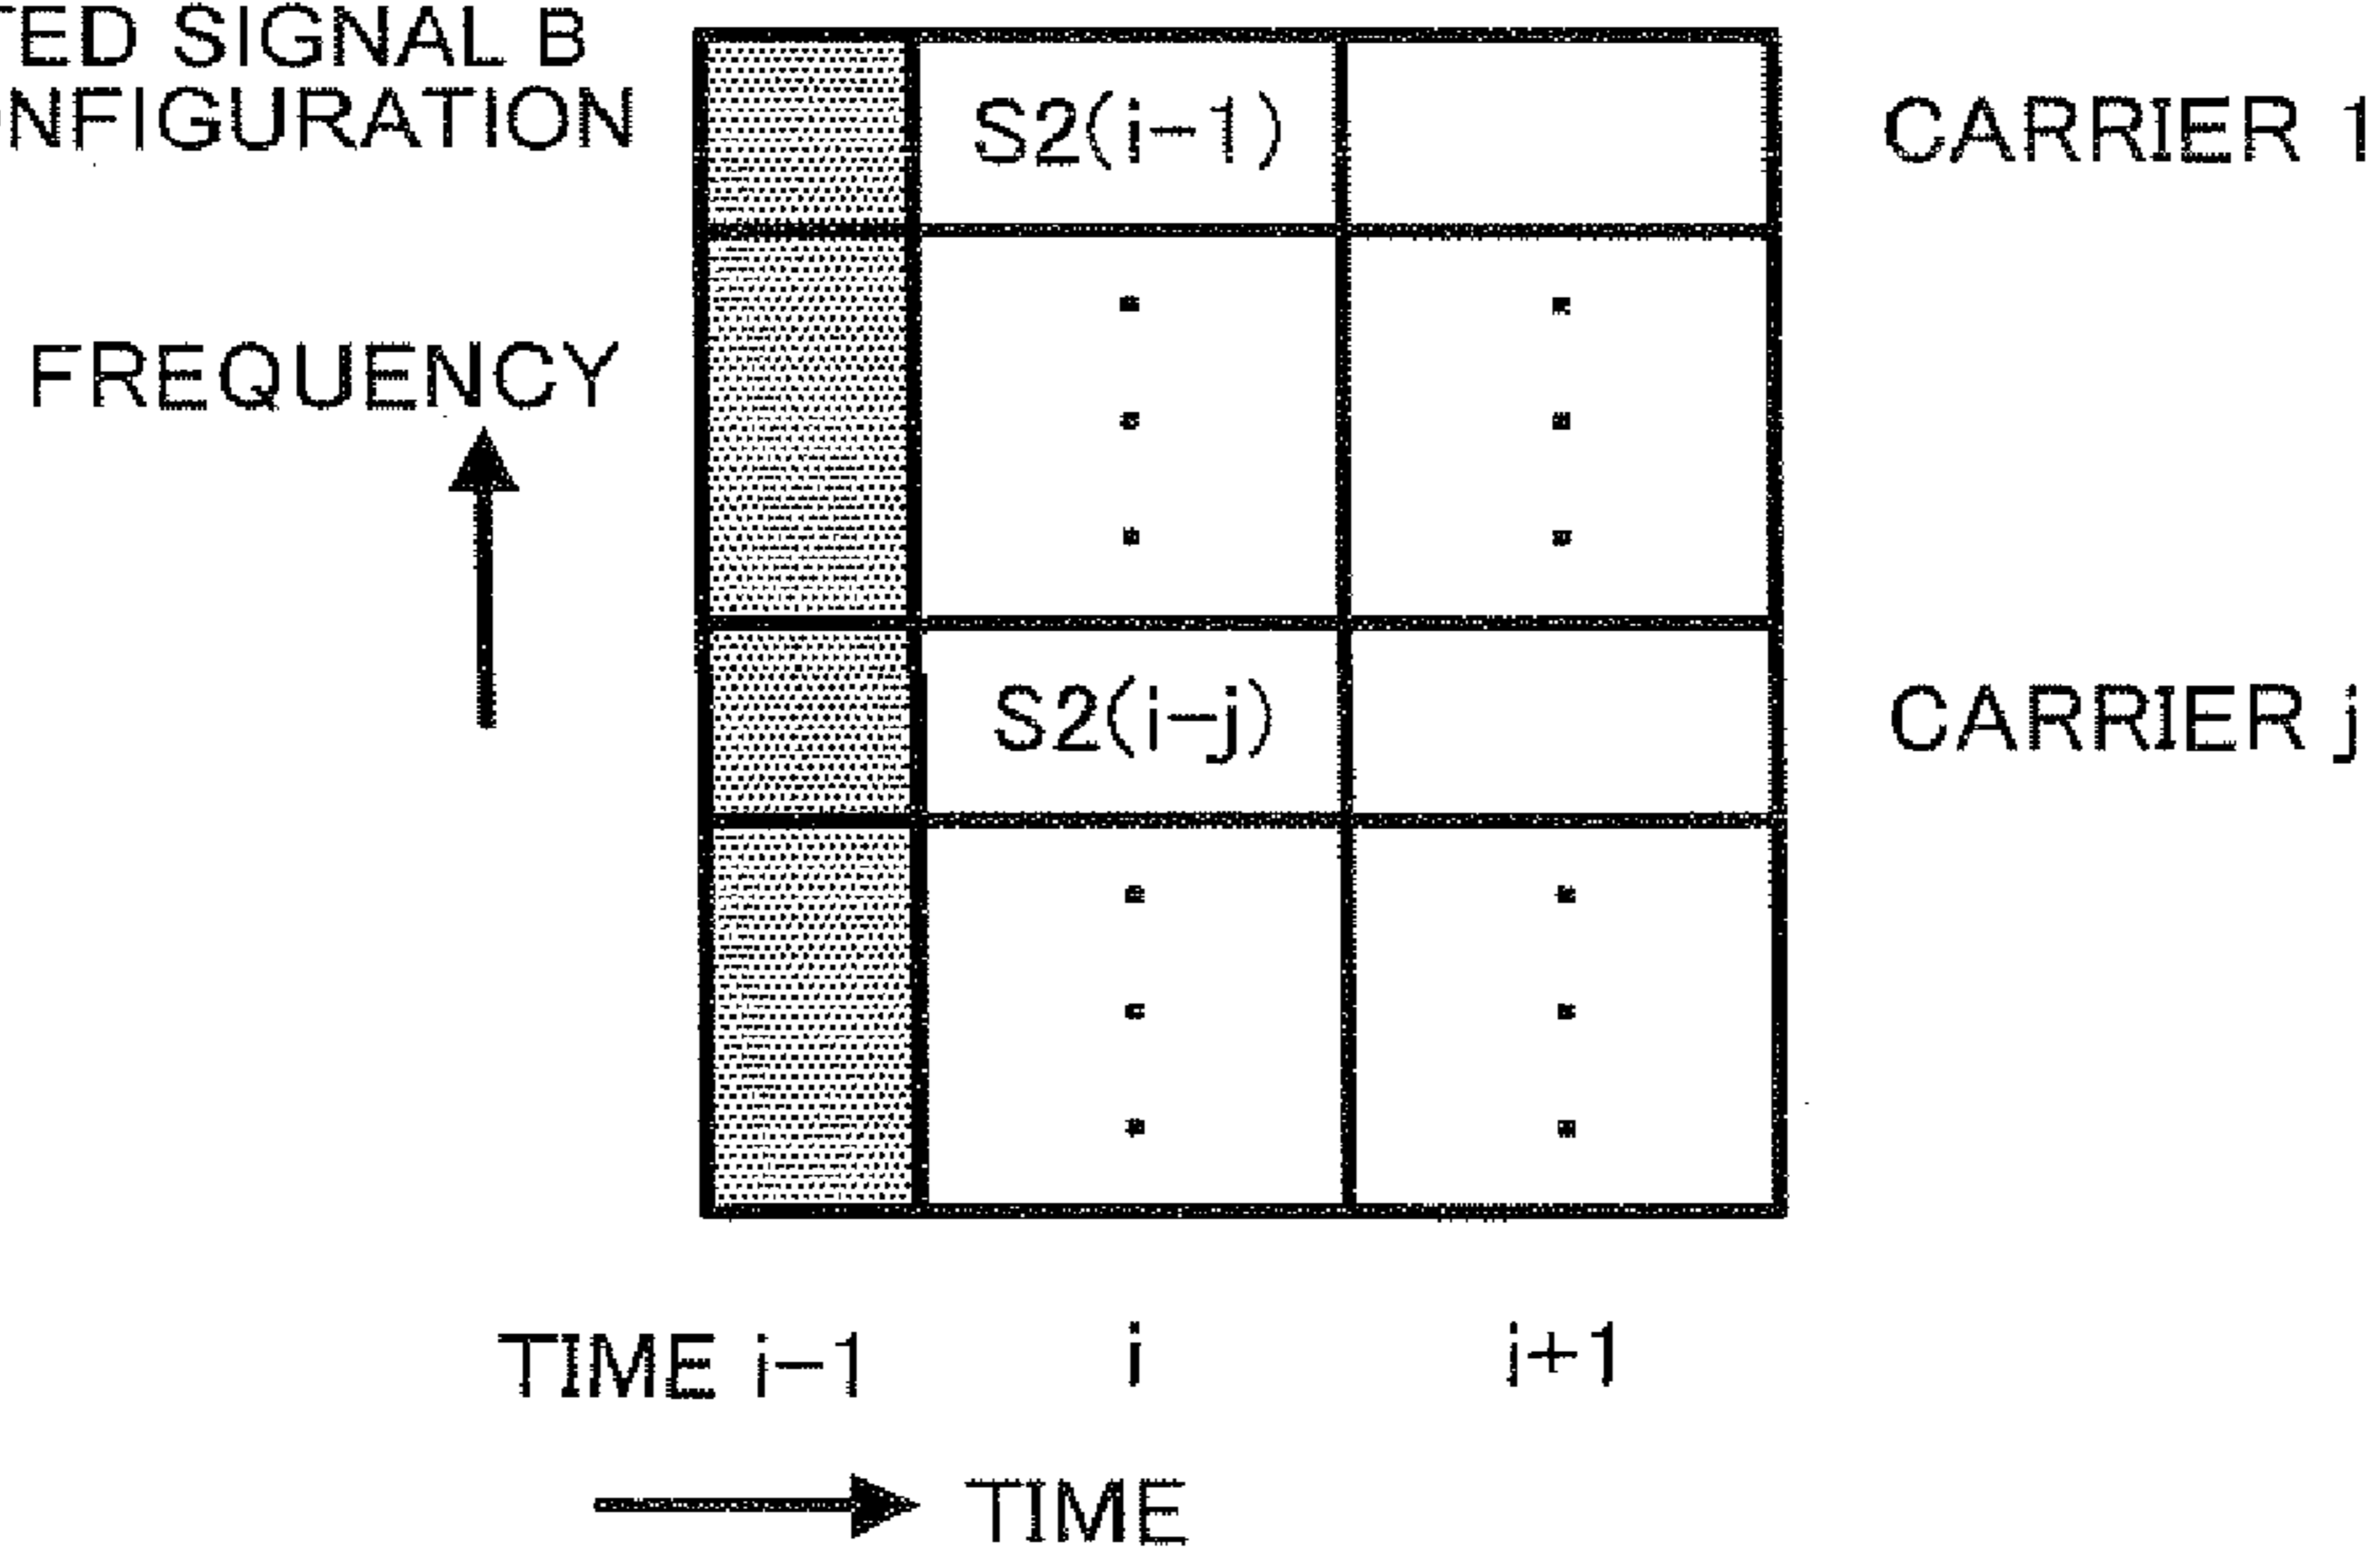 TED SIGNAL B
NFIGURATION
S2(i-1)
CARRIER 1
FREQUENCY
S2(i-j)
CARRIER j
TIME i-1
i
i+1
TIME